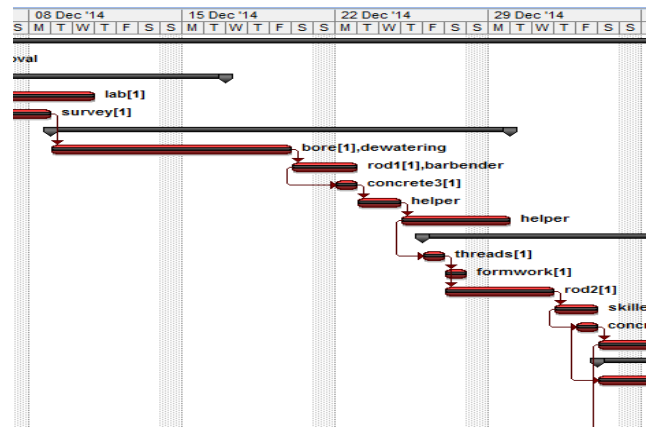 08 Dec '14 15 Dec '14 22 Dec '14 29 Dec '14
S M T W T F S S M T W T F S S M T W T F S S M T W T F S S
oval
lab[1]
survey[1]
bore[1],dewatering
rod1[1],barbender
concrete3[1]
helper
helper
threads[1]
formwork[1]
rod2[1]
skille
concr